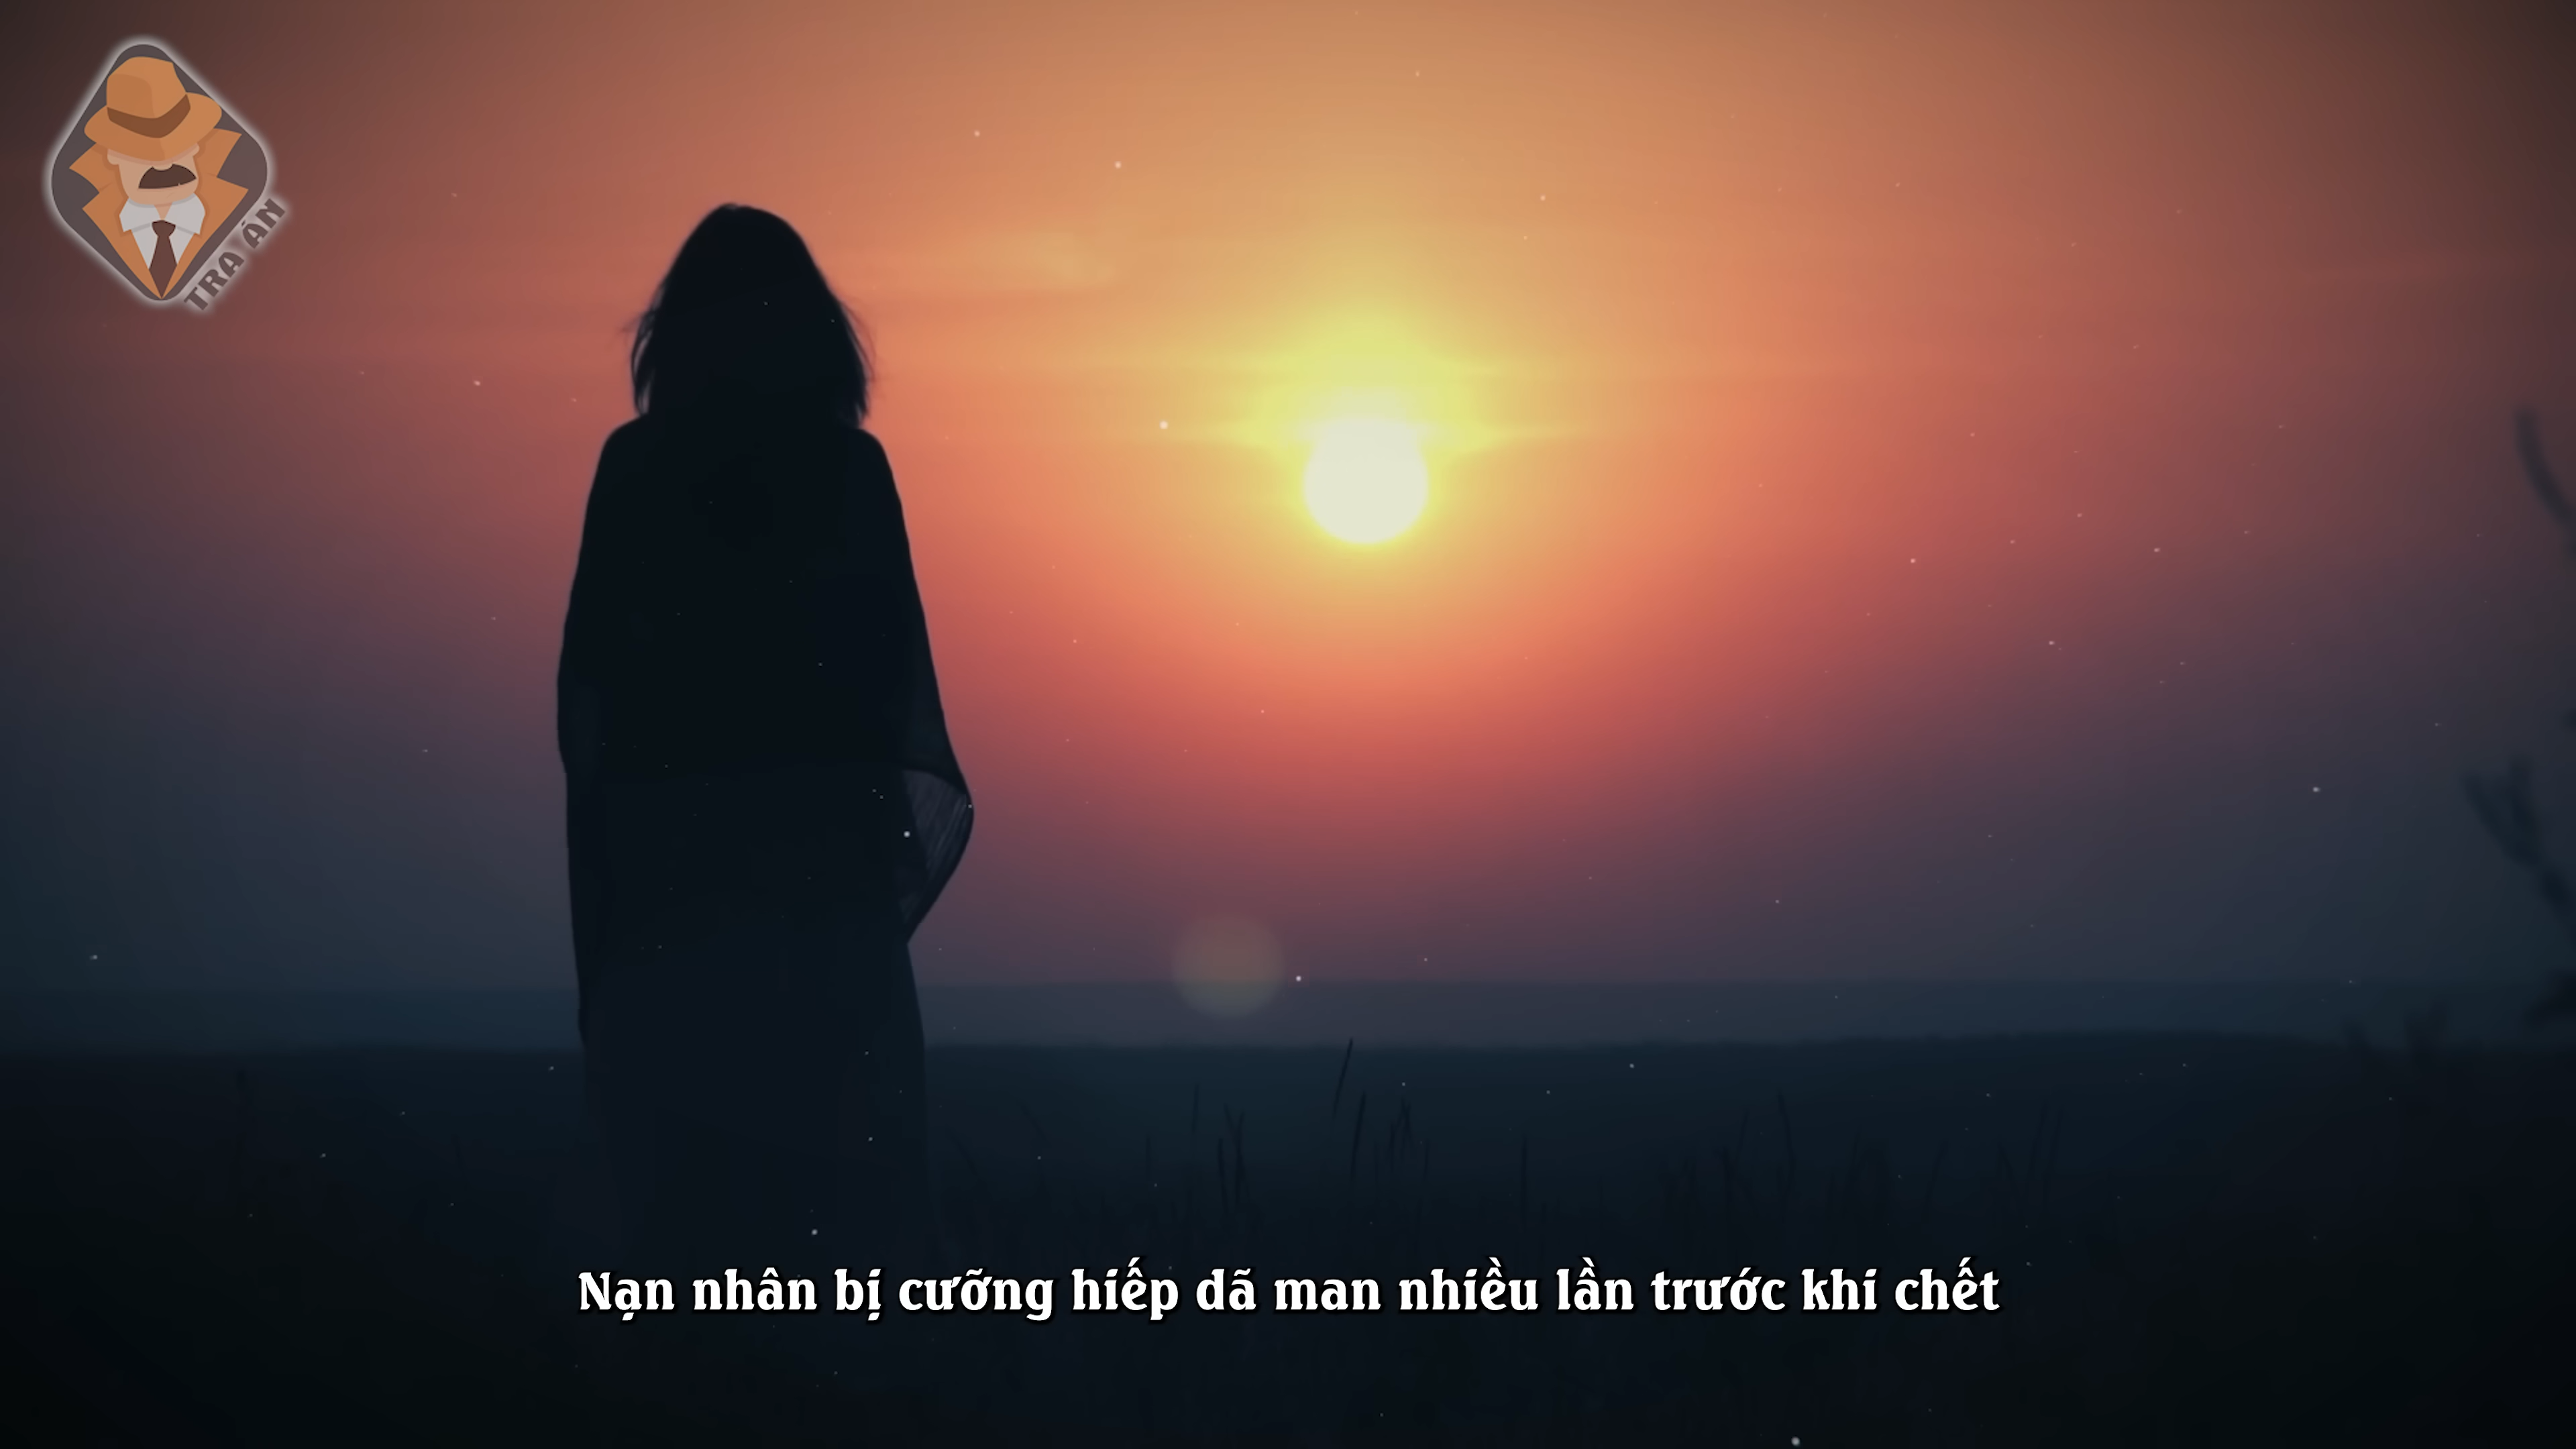 TRA ÁN
Nạn nhân bị cưỡng hiếp dã man nhiều lần trước khi chết